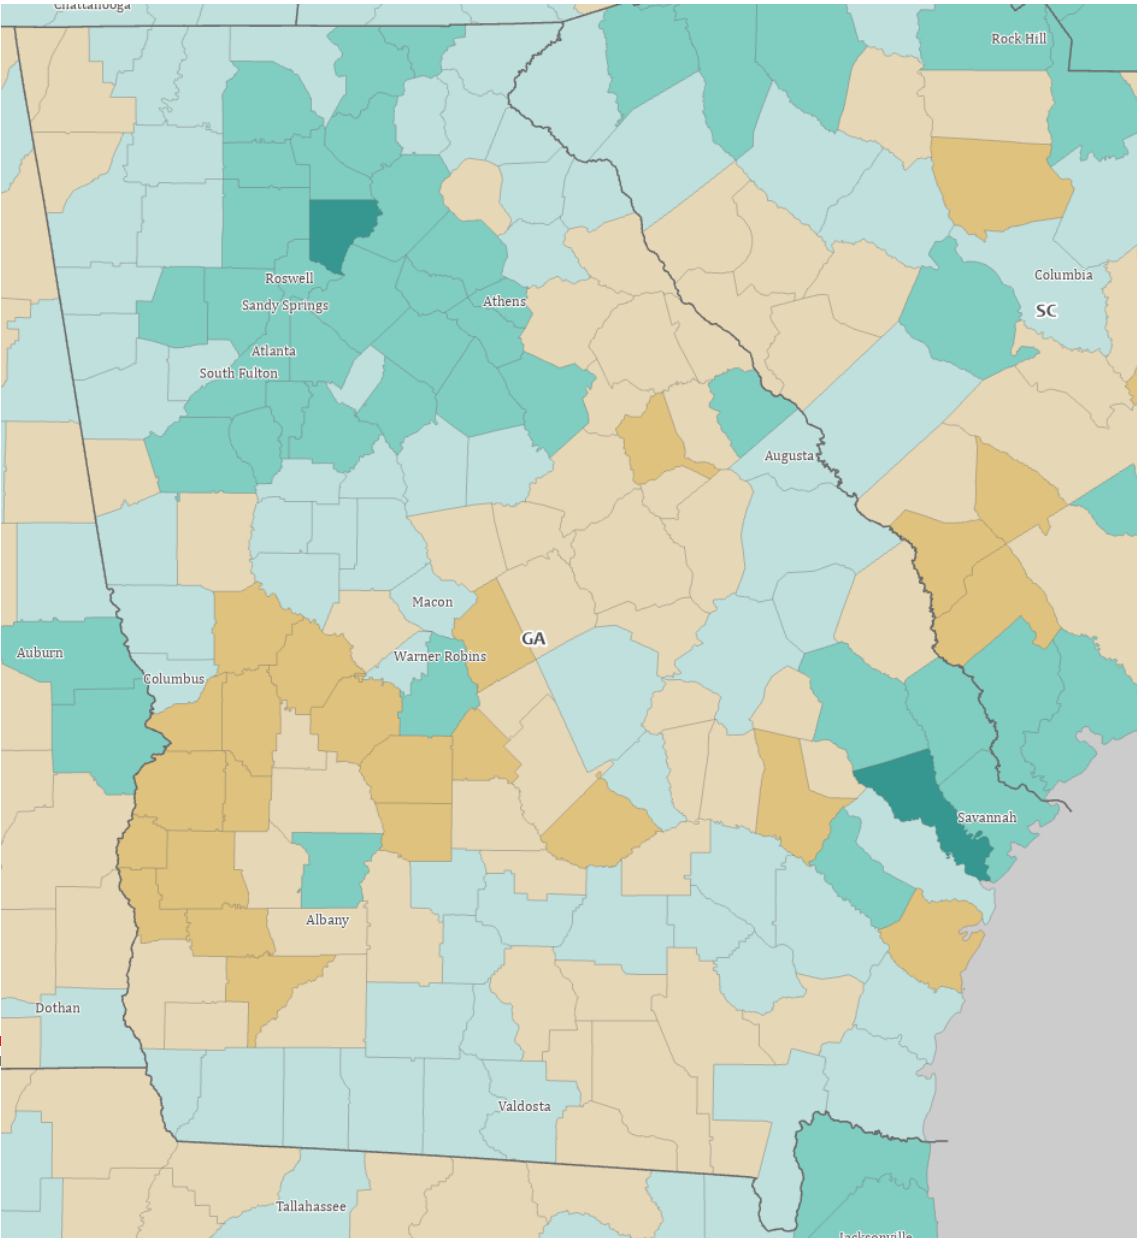 Chattanooga
Rock Hill
Columbia
SC
Roswell
Sandy Springs
Athens
Atlanta
South Fulton
Augusta
Macon
GA
Auburn
Warner Robins
Columbus
Savannah
Albany
Dothan
Valdosta
Tallahassee
Jacksonville